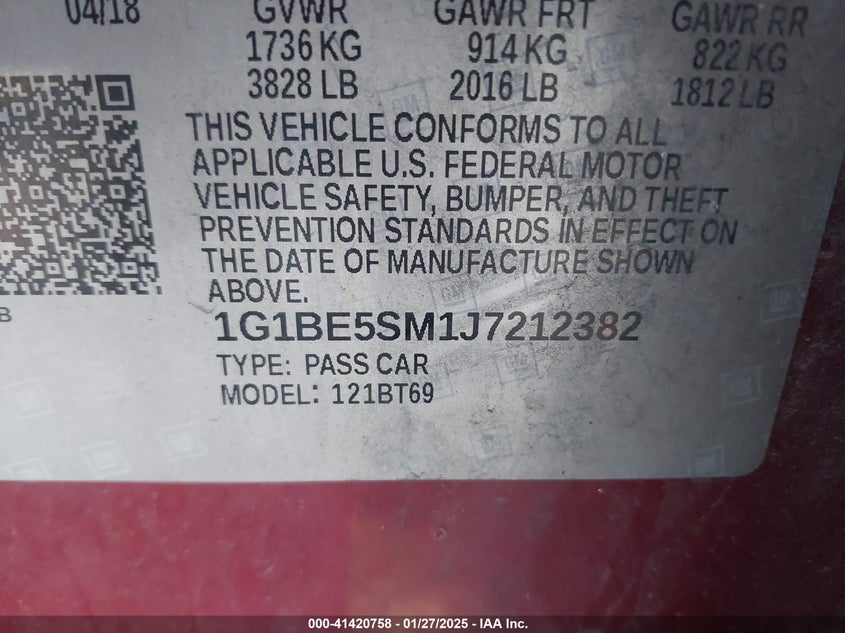 04/18 GVWR GAWR FRT GAWR RR
1736 KG 914 KG 822 KG
3828 LB 2016 LB 1812 LB
THIS VEHICLE CONFORMS TO ALL
APPLICABLE U.S. FEDERAL MOTOR
VEHICLE SAFETY, BUMPER, AND THEFT
PREVENTION STANDARDS IN EFFECT ON
THE DATE OF MANUFACTURE SHOWN
ABOVE.
B
1G1BE5SM1J7212382
TYPE: PASS CAR
MODEL: 121BT69
000-41420758 — 01/27/2025 — IAA Inc.